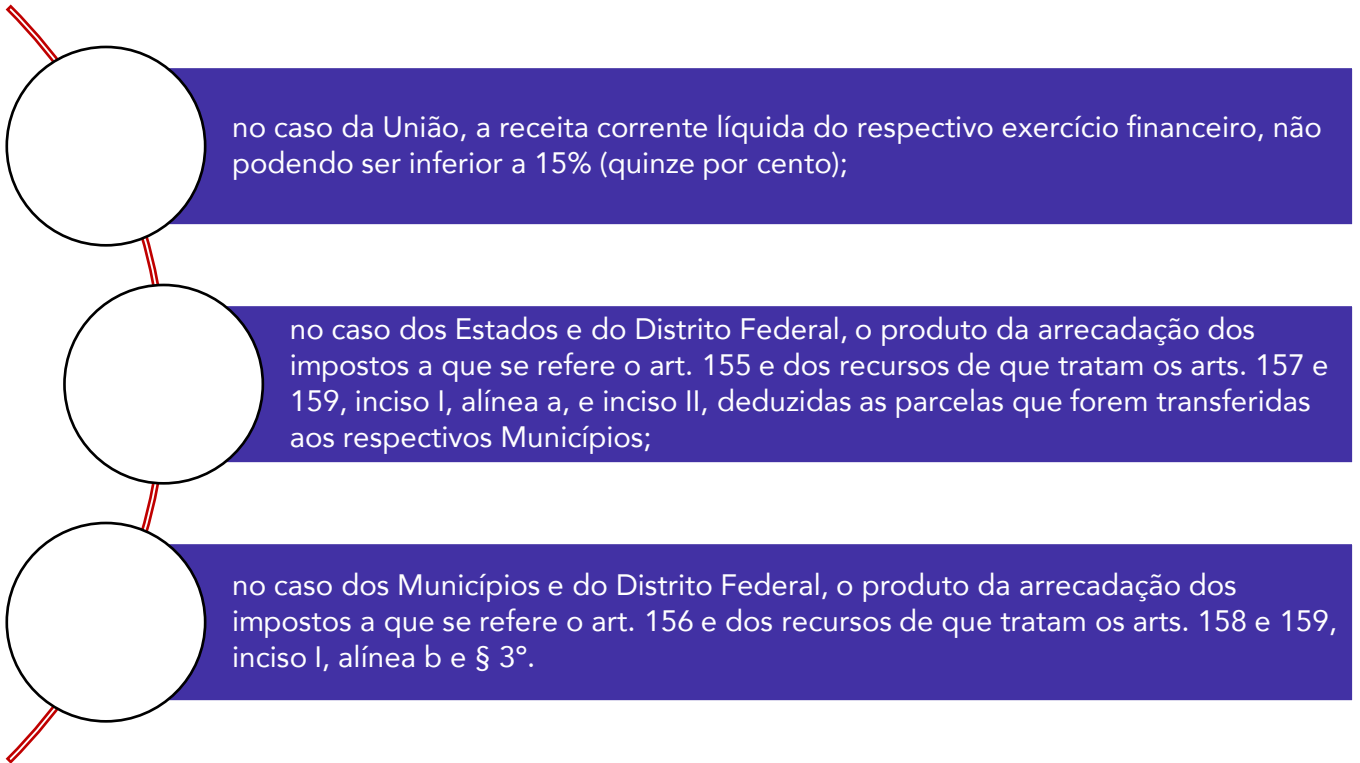 no caso da União, a receita corrente líquida do respectivo exercício financeiro, não
podendo ser inferior a 15% (quinze por cento);
no caso dos Estados e do Distrito Federal, o produto da arrecadação dos
impostos a que se refere o art. 155 e dos recursos de que tratam os arts. 157 e
159, inciso I, alínea a, e inciso II, deduzidas as parcelas que forem transferidas
aos respectivos Municípios;
no caso dos Municípios e do Distrito Federal, o produto da arrecadação dos
impostos a que se refere o art. 156 e dos recursos de que tratam os arts. 158 e 159,
inciso I, alínea b e § 3º.